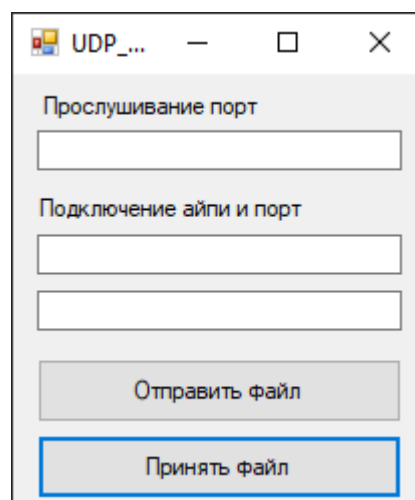 UDP_...
Прослушивание порт
Подключение айпи и порт
Отправить файл
Принять файл